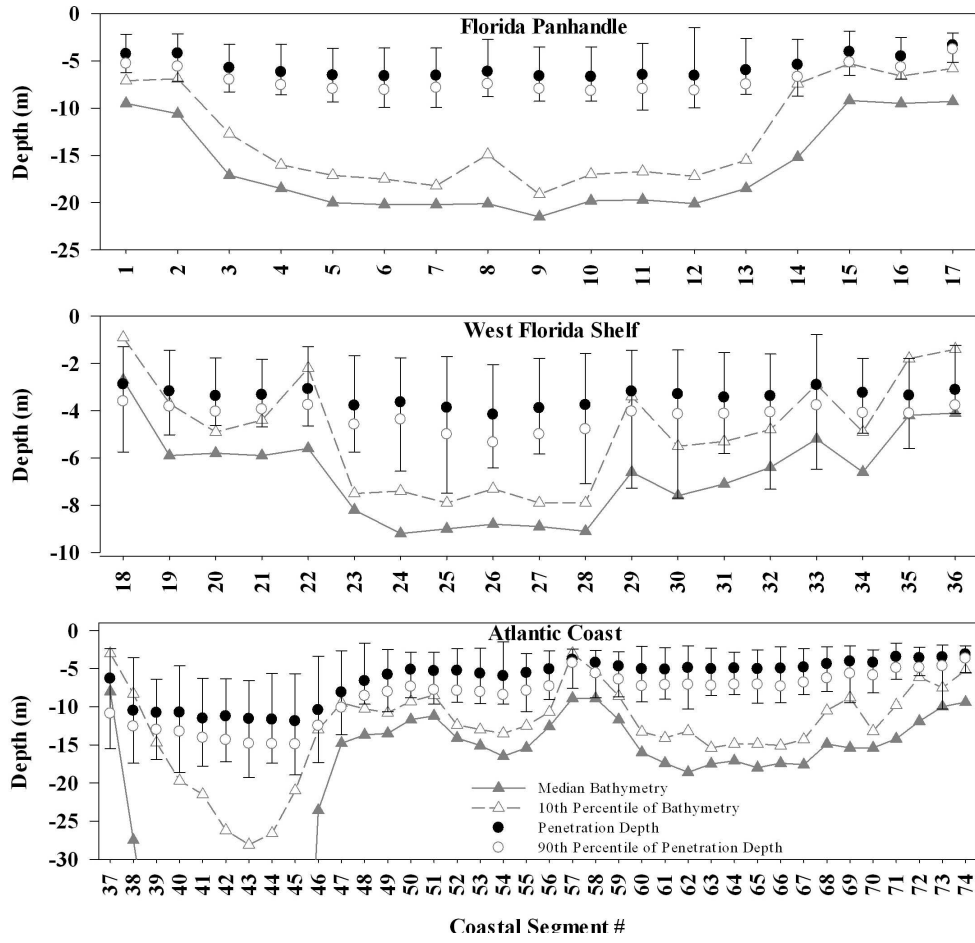 Florida Panhandle
0
-5
-10
-15
-20
-25
Depth (m)
1 2 3 4 5 6 7 8 9 10 11 12 13 14 15 16 17
West Florida Shelf
0
-2
-4
-6
-8
-10
Depth (m)
18 19 20 21 22 23 24 25 26 27 28 29 30 31 32 33 34 35 36
Atlantic Coast
0
-5
-10
-15
-20
-25
-30
Depth (m)
Median Bathymetry
10th Percentile of Bathymetry
Penetration Depth
90th Percentile of Penetration Depth
37 38 39 40 41 42 43 44 45 46 47 48 49 50 51 52 53 54 55 56 57 58 59 60 61 62 63 64 65 66 67 68 69 70 71 72 73 74
Coastal Segment #